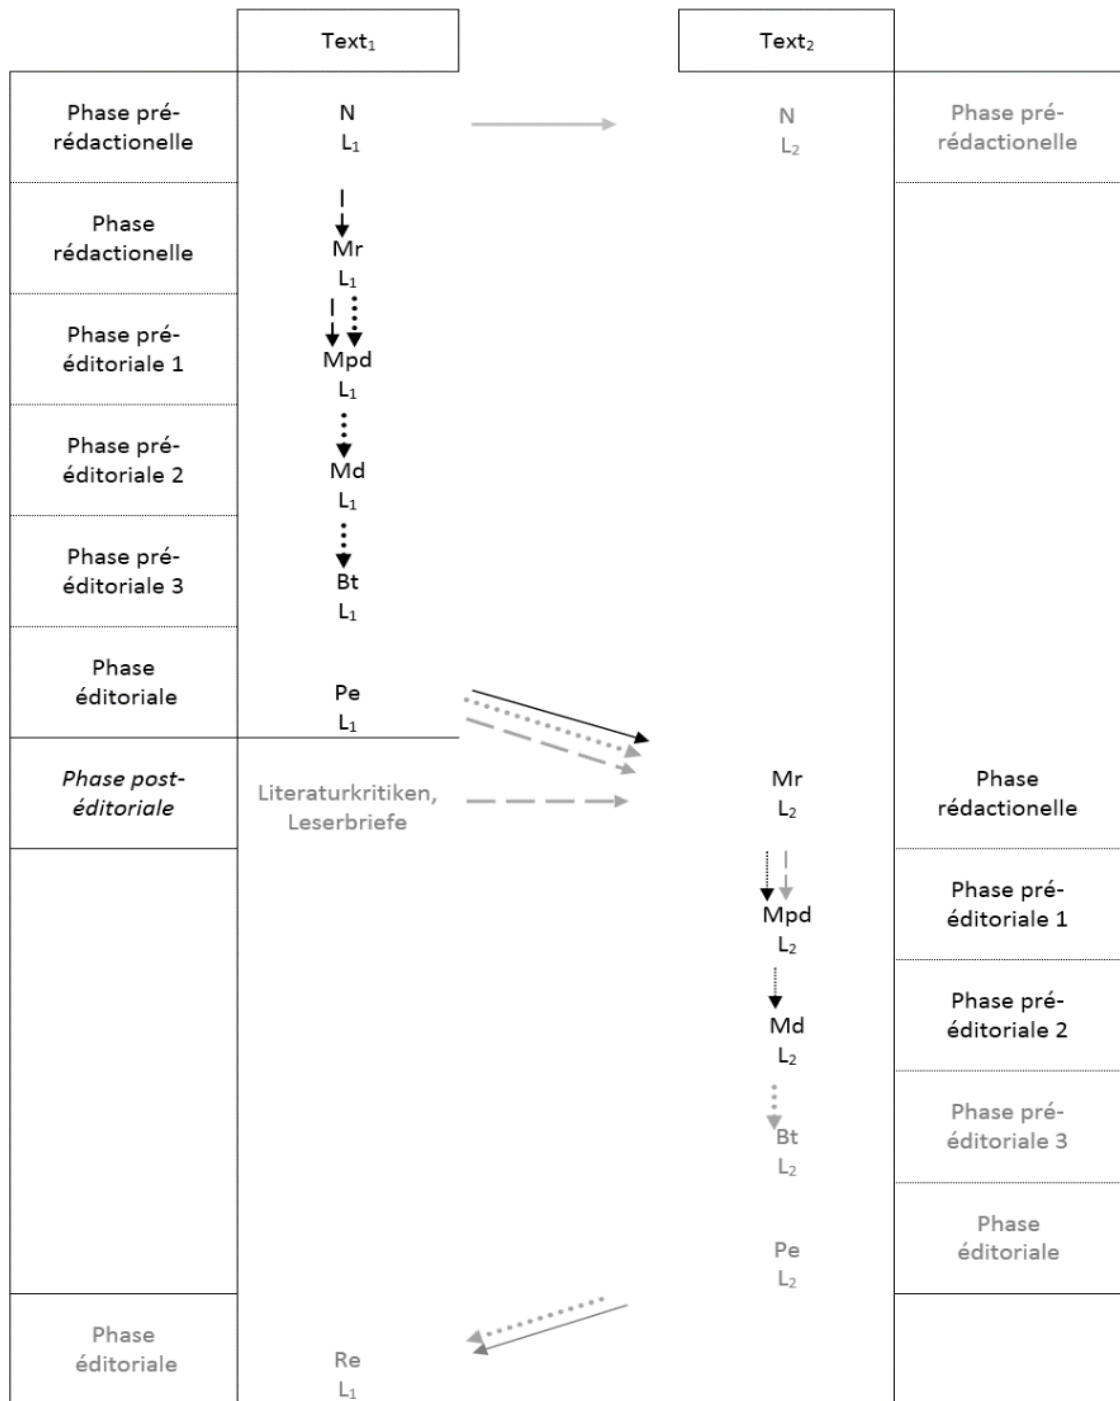 Text₁
Text₂
Phase pré-
rédactionelle
N
L₁
N
L₂
Phase pré-
rédactionelle
Phase
rédactionelle
Mr
L₁
Phase pré-
éditoriale 1
Mpd
L₁
Phase pré-
éditoriale 2
Md
L₁
Phase pré-
éditoriale 3
Bt
L₁
Phase
éditoriale
Pe
L₁
Phase post-
éditoriale
Literaturkritiken,
Leserbriefe
Mr
L₂
Phase
rédactionelle
Mpd
L₂
Phase pré-
éditoriale 1
Md
L₂
Phase pré-
éditoriale 2
Bt
L₂
Phase pré-
éditoriale 3
Pe
L₂
Phase
éditoriale
Phase
éditoriale
Re
L₁